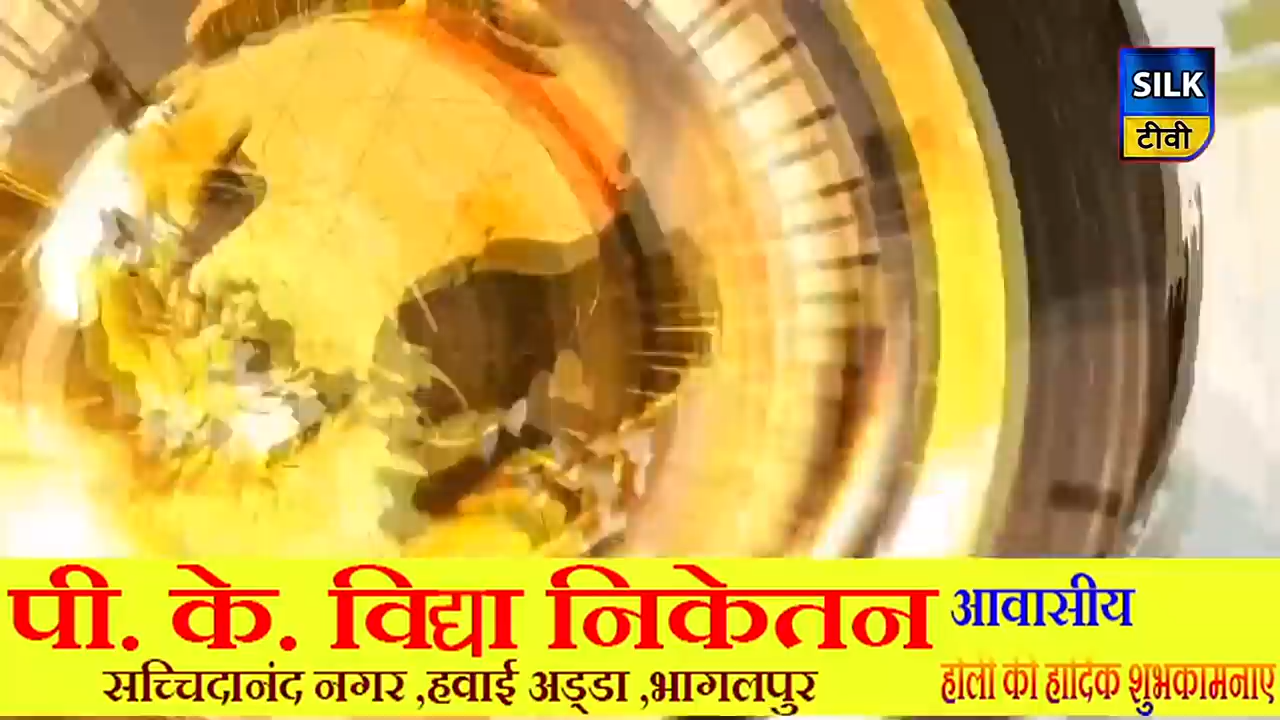 SILK
टीवी
पी. के. विद्या निकेतन आवासीय
सच्चिदानंद नगर ,हवाई अड्डा ,भागलपुर
होली की हार्दिक शुभकामनाए